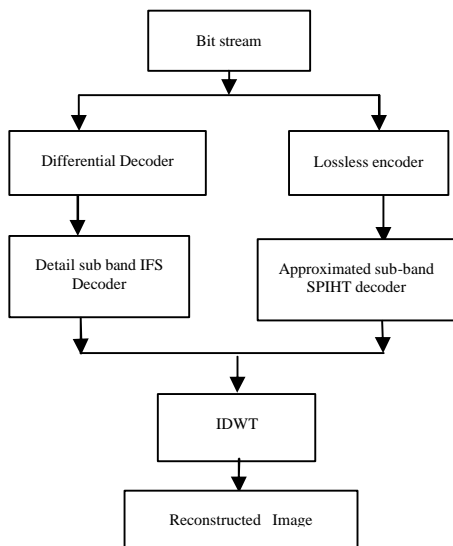 Bit stream
Differential Decoder
Lossless encoder
Detail sub band IFS
Decoder
Approximated sub-band
SPIHT decoder
IDWT
Reconstructed Image